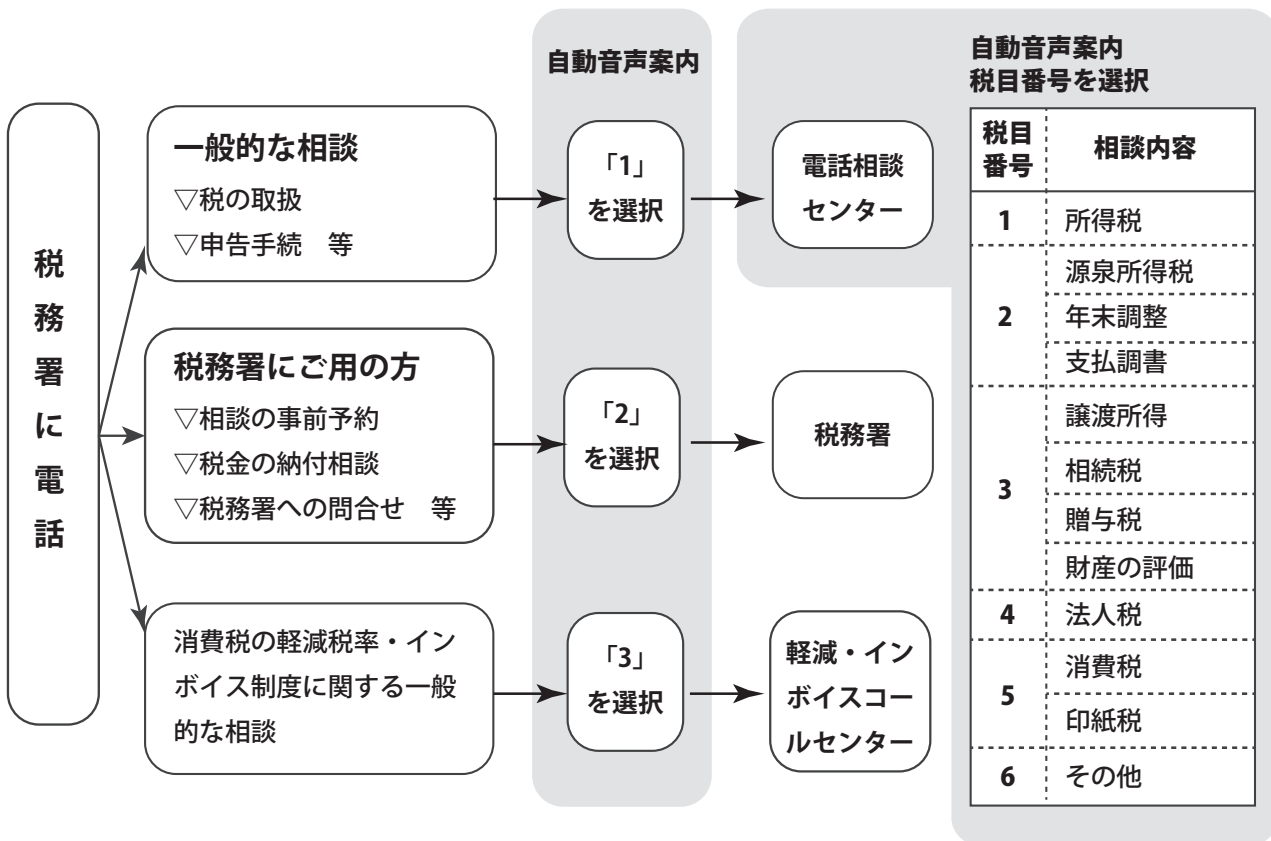 税務署に電話
一般的な相談
▽税の取扱
▽申告手続　等
税務署にご用の方
▽相談の事前予約
▽税金の納付相談
▽税務署への問合せ　等
消費税の軽減税率・イン
ボイス制度に関する一般
的な相談
自動音声案内
「1」
を選択
「2」
を選択
「3」
を選択
電話相談
センター
税務署
軽減・イン
ボイスコー
ルセンター
自動音声案内
税目番号を選択
税目
番号
相談内容
1 所得税
2 源泉所得税
年末調整
支払調書
3 譲渡所得
相続税
贈与税
財産の評価
4 法人税
5 消費税
印紙税
6 その他